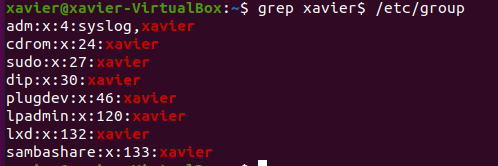 xavier@xavier-VirtualBox:~$ grep xavier$ /etc/group
adm:x:4:syslog,xavier
cdrom:x:24:xavier
sudo:x:27:xavier
dip:x:30:xavier
plugdev:x:46:xavier
lpadmin:x:120:xavier
lxd:x:132:xavier
sambashare:x:133:xavier